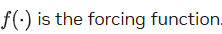 f(·) is the forcing function.